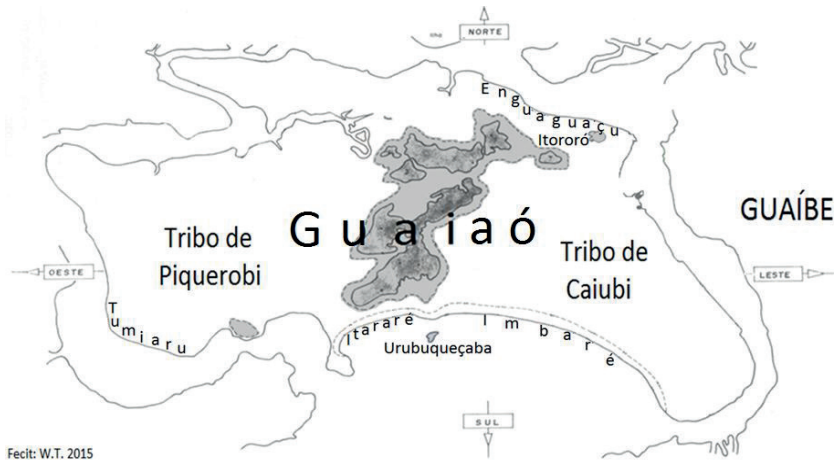 NORTE
Enguaguaçu
Itororó
GUAÍBE
Guaiaó
Tribo de
Piquerobi
Tribo de
Caiubi
OESTE
LESTE
Tumiaru
Itararé
Imbaré
Urubuqueçaba
SUL
Fecit: W.T. 2015